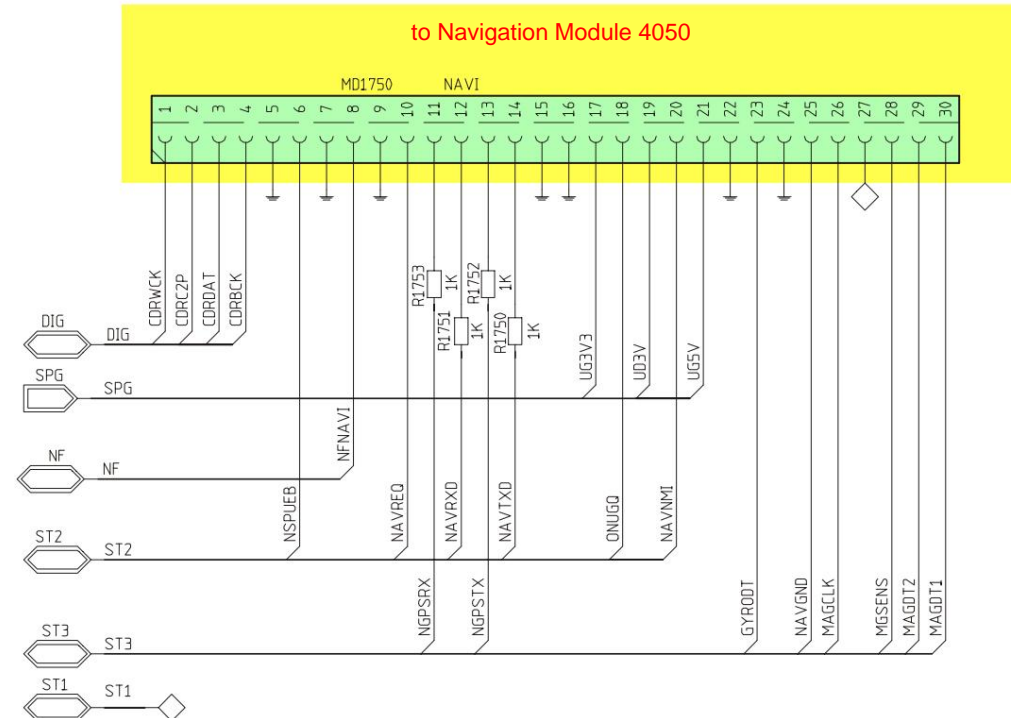 to Navigation Module 4050
MD1750 NAVI
1 2 3 4 5 6 7 8 9 10 11 12 13 14 15 16 17 18 19 20 21 22 23 24 25 26 27 28 29 30
CDRWCK CDRC2P CDRDAT CDRBCK
R1753 1K R1752 1K
R1751 1K R1750 1K
DIG DIG
UG3V3 UD3V UG5V
SPG SPG
NFNAVI
NF NF
NSPUEB NAVREQ NAVRXD NAVTXD ONUGQ NAVNMI
ST2 ST2
NGPSRX NGPSTX GYRODT NAVGND MAGCLK MGSENS MAGDT2 MAGDT1
ST3 ST3
ST1 ST1